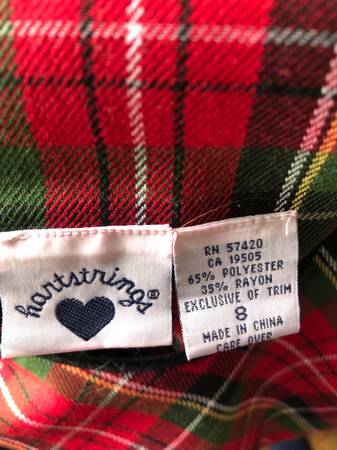 hartstrings®
RN 57420
CA 19505
65% POLYESTER
35% RAYON
EXCLUSIVE OF TRIM
8
MADE IN CHINA
CARE OVER